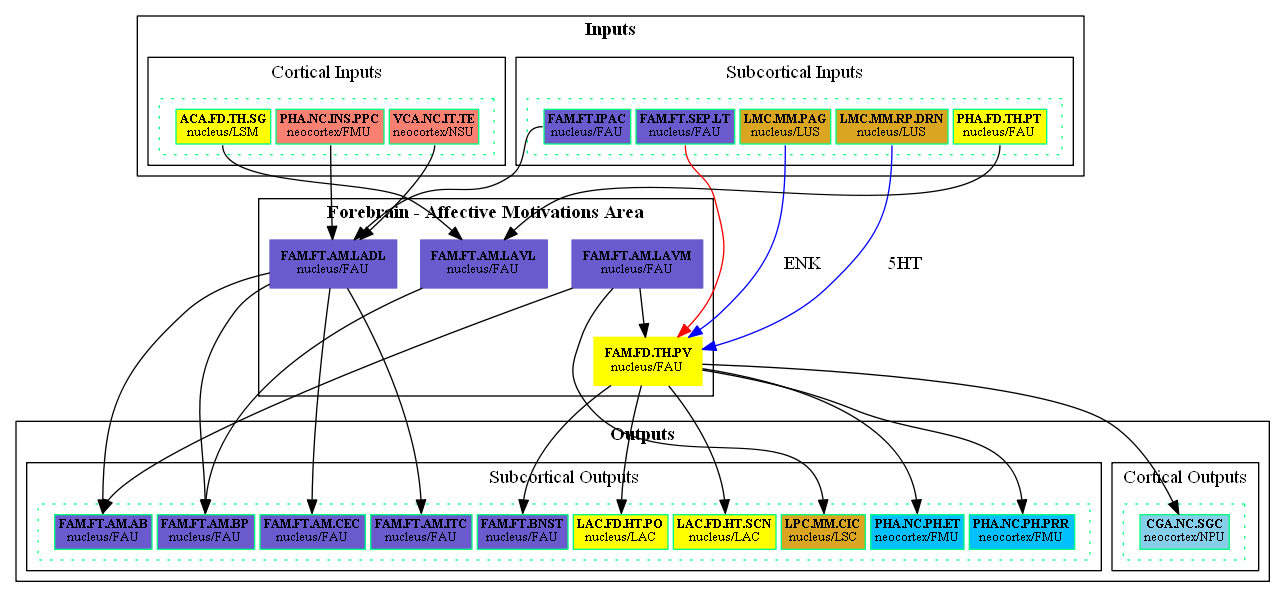 Inputs
Cortical Inputs
Subcortical Inputs
ACA.FD.TH.SG
nucleus/LSM
PHA.NC.INS.PPC
neocortex/FMU
VCA.NC.IT.TE
neocortex/NSU
FAM.FT.IPAC
nucleus/FAU
FAM.FT.SEP.LT
nucleus/FAU
LMC.MM.PAG
nucleus/LUS
LMC.MM.RP.DRN
nucleus/LUS
PHA.FD.TH.PT
nucleus/FAU
Forebrain - Affective Motivations Area
FAM.FT.AM.LADL
nucleus/FAU
FAM.FT.AM.LAVL
nucleus/FAU
FAM.FT.AM.LAVM
nucleus/FAU
ENK
5HT
FAM.FD.TH.PV
nucleus/FAU
Outputs
Subcortical Outputs
Cortical Outputs
FAM.FT.AM.AB
nucleus/FAU
FAM.FT.AM.BP
nucleus/FAU
FAM.FT.AM.CEC
nucleus/FAU
FAM.FT.AM.ITC
nucleus/FAU
FAM.FT.BNST
nucleus/FAU
LAC.FD.HT.PO
nucleus/LAC
LAC.FD.HT.SCN
nucleus/LAC
LPC.MM.CIC
nucleus/LSC
PHA.NC.PH.ET
neocortex/FMU
PHA.NC.PH.PRR
neocortex/FMU
CGA.NC.SGC
neocortex/NPU